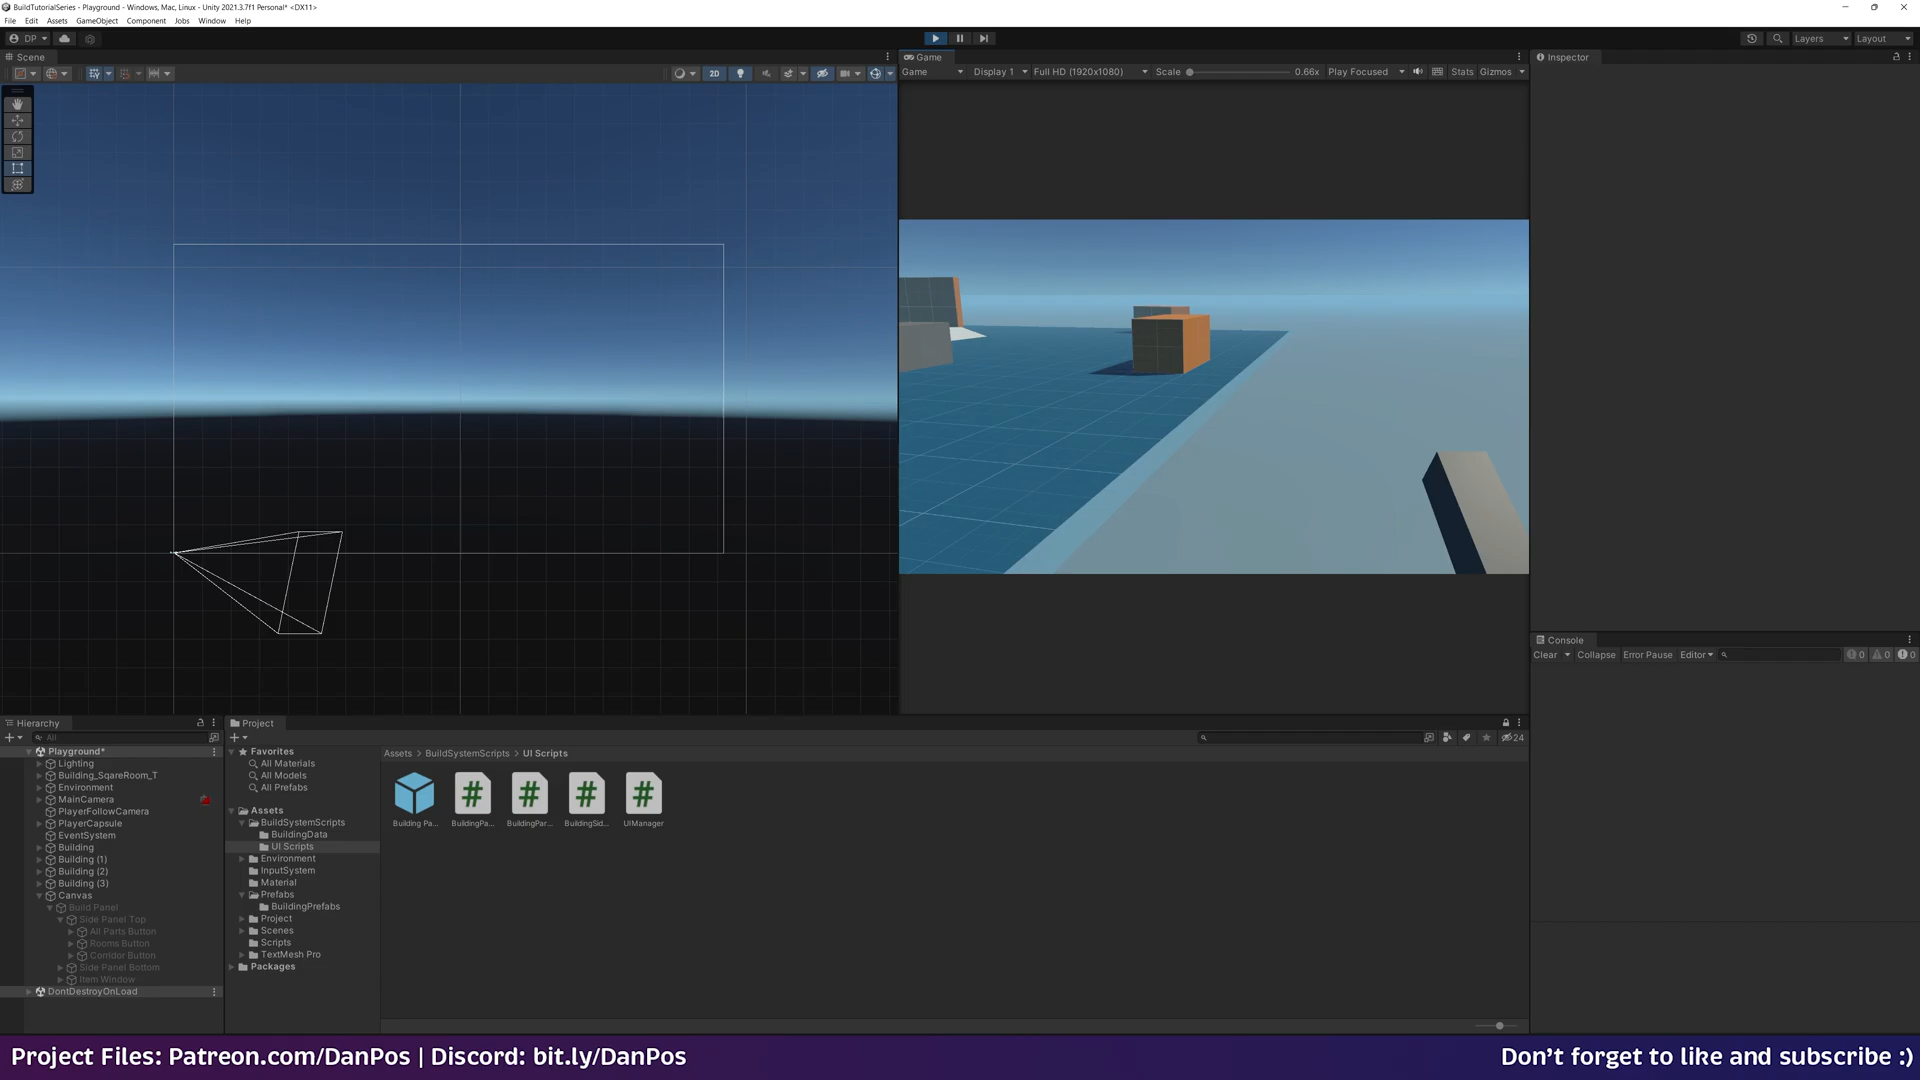 BuildTutorialSeries - Playground - Windows, Mac, Linux - Unity 2021.3.7f1 Personal* <DX11>
File Edit Assets GameObject Component Jobs Window Help
DP
Layers Layout
Scene
2D
Game
Game Display 1 Full HD (1920x1080) Scale 0.66x Play Focused Stats Gizmos
Inspector
Console
Clear Collapse Error Pause Editor 0 0 0
Hierarchy
All
Playground*
Lighting
Building_SqareRoom_T
Environment
MainCamera
PlayerFollowCamera
PlayerCapsule
EventSystem
Building
Building (1)
Building (2)
Building (3)
Canvas
Build Panel
Side Panel Top
All Parts Button
Rooms Button
Corridor Button
Side Panel Bottom
Item Window
DontDestroyOnLoad
Project
24
Favorites
All Materials
All Models
All Prefabs
Assets
BuildSystemScripts
BuildingData
UI Scripts
Environment
InputSystem
Material
Prefabs
BuildingPrefabs
Project
Scenes
Scripts
TextMesh Pro
Packages
Assets > BuildSystemScripts > UI Scripts
Building Pa...
BuildingPa...
BuildingPar...
BuildingSid...
UIManager
Project Files: Patreon.com/DanPos | Discord: bit.ly/DanPos
Don't forget to like and subscribe :)